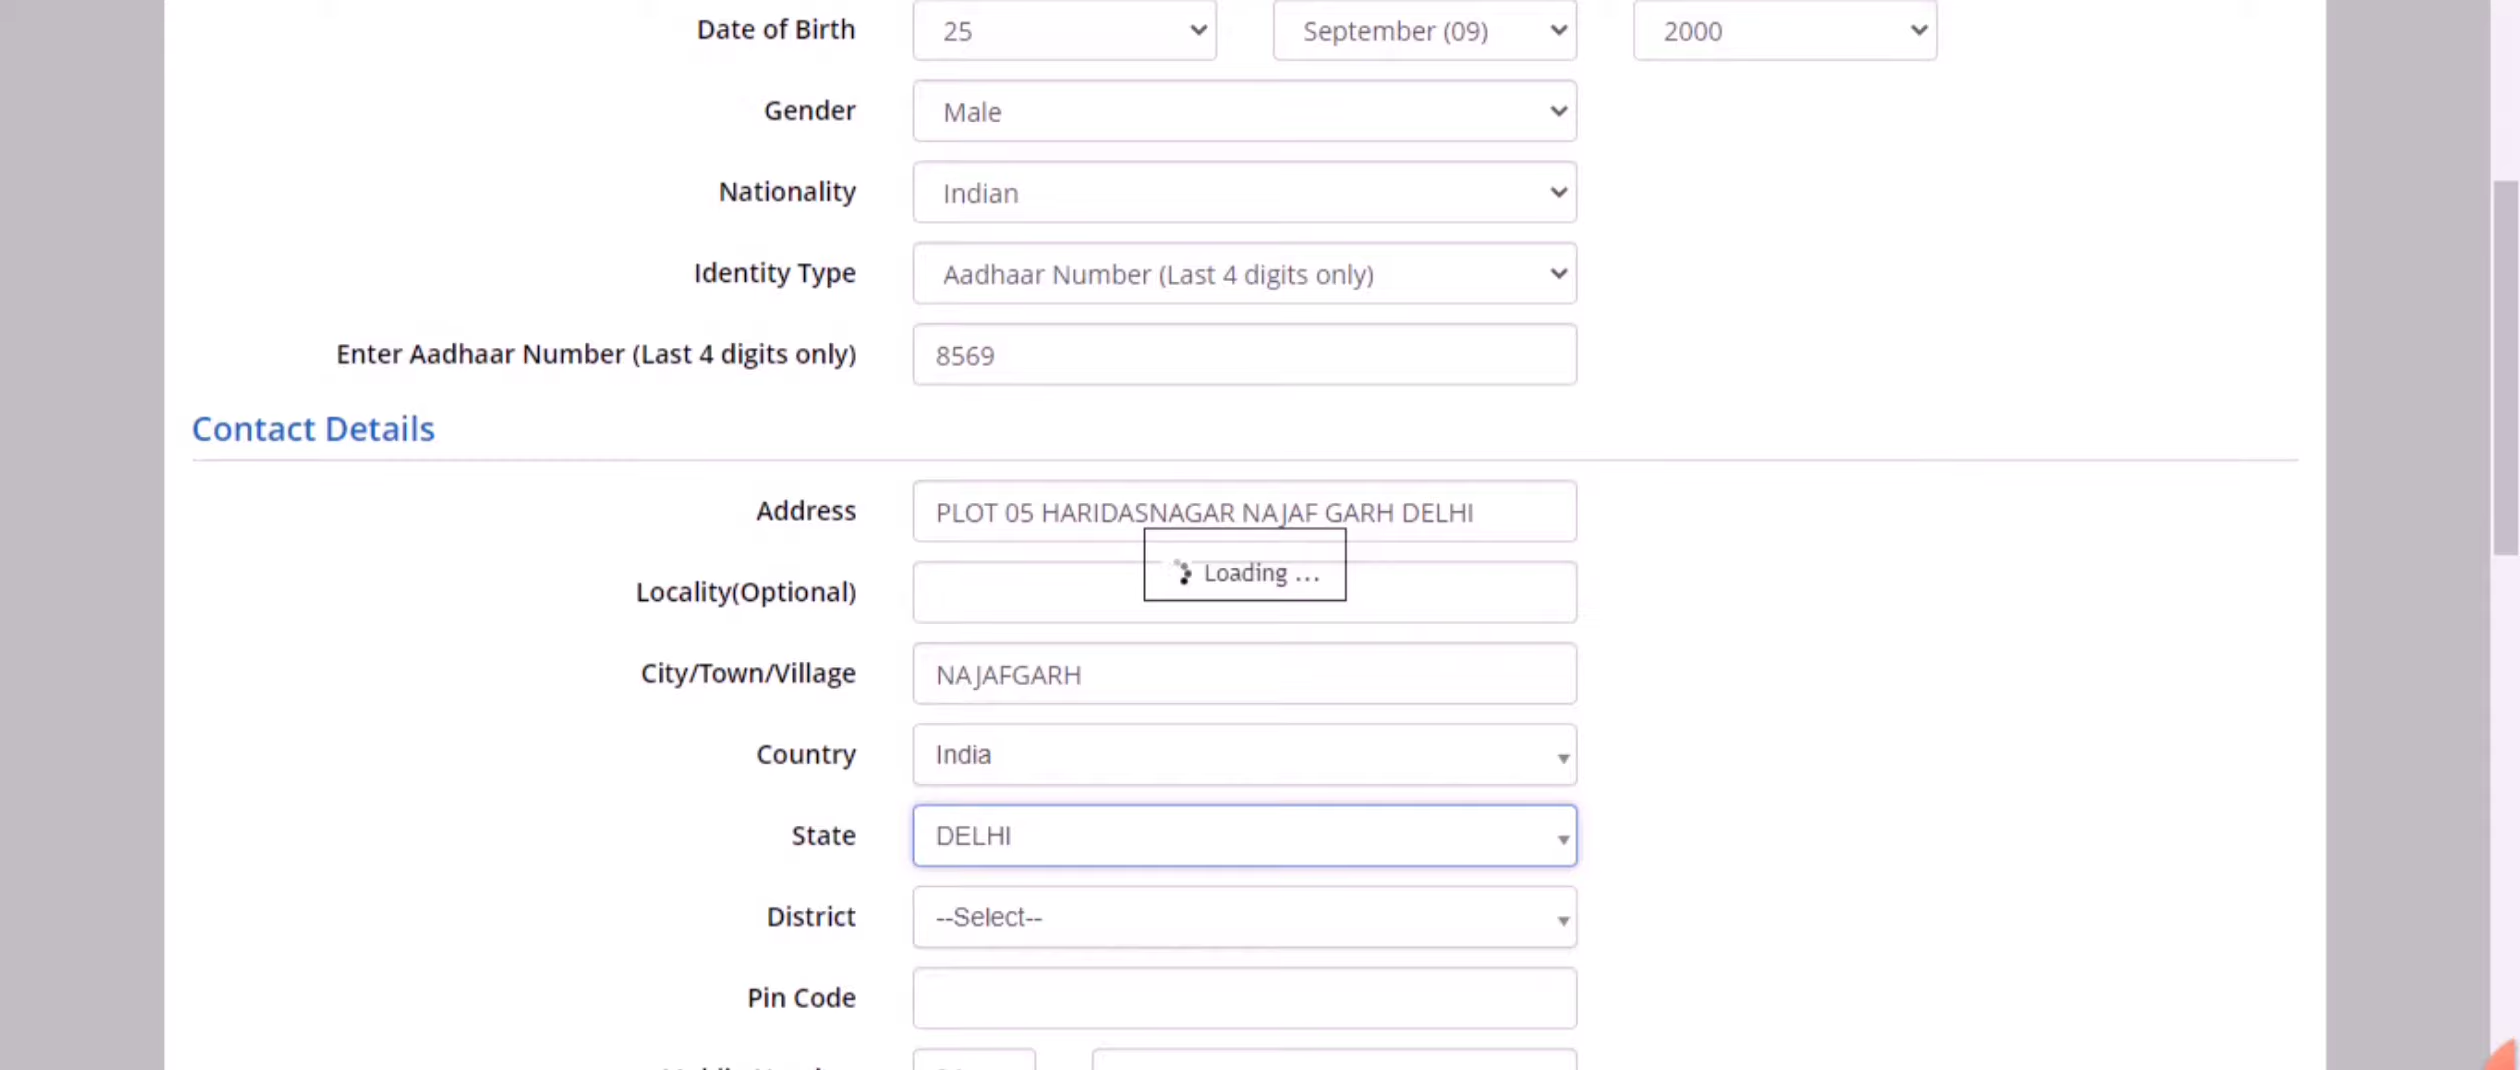 Date of Birth 25 September (09) 2000
Gender Male
Nationality Indian
Identity Type Aadhaar Number (Last 4 digits only)
Enter Aadhaar Number (Last 4 digits only) 8569
Contact Details
Address PLOT 05 HARIDASNAGAR NAJAF GARH DELHI
Loading ...
Locality(Optional)
City/Town/Village NAJAFGARH
Country India
State DELHI
District --Select--
Pin Code